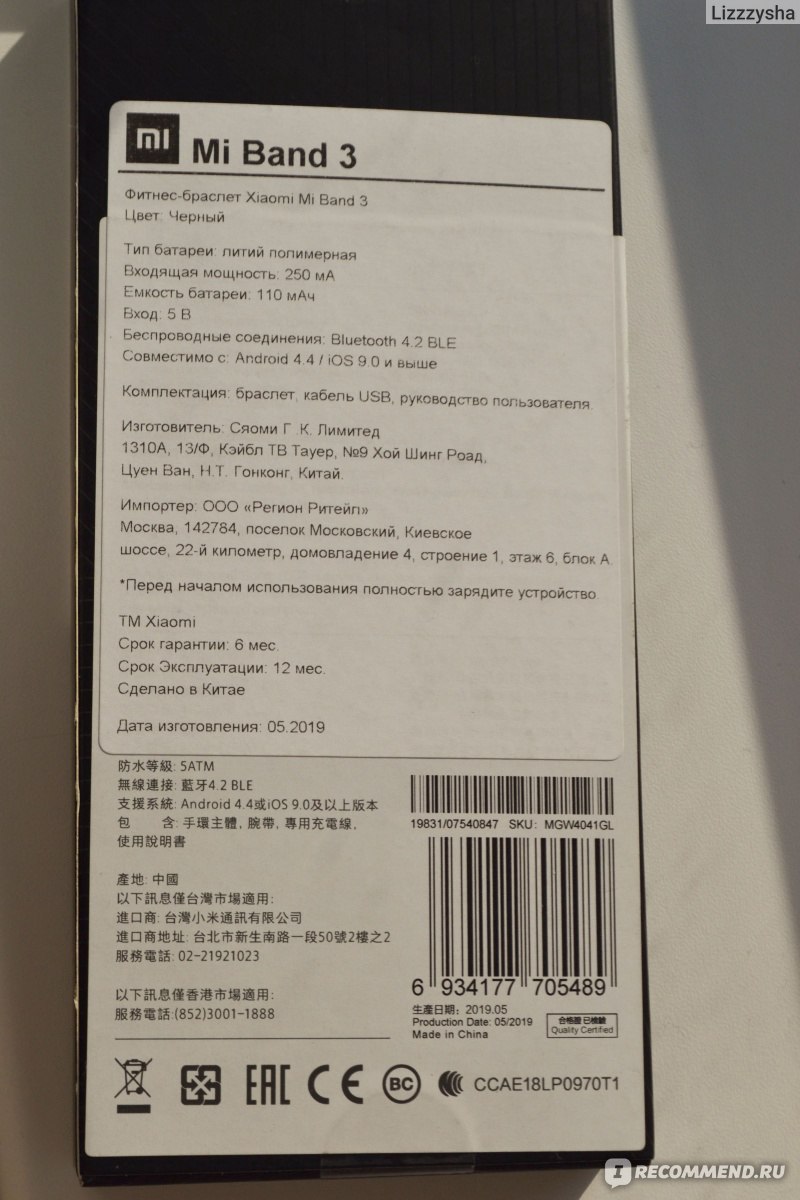 Lizzzysha
mi Mi Band 3
Фитнес-браслет Xiaomi Mi Band 3
Цвет: Черный
Тип батареи: литий полимерная
Входящая мощность: 250 мА
Емкость батареи: 110 мАч
Вход: 5 В
Беспроводные соединения: Bluetooth 4.2 BLE
Совместимо с: Android 4.4 / iOS 9.0 и выше
Комплектация: браслет, кабель USB, руководство пользователя.
Изготовитель: Сяоми Г .К. Лимитед
1310А, 13/Ф, Кэйбл ТВ Тауер, №9 Хой Шинг Роад,
Цуен Ван, Н.Т. Гонконг, Китай.
Импортер: ООО «Регион Ритейл»
Москва, 142784, поселок Московский, Киевское
шоссе, 22-й километр, домовладение 4, строение 1, этаж 6, блок А.
*Перед началом использования полностью зарядите устройство
ТМ Xiaomi
Срок гарантии: 6 мес.
Срок Эксплуатации: 12 мес.
Сделано в Китае
Дата изготовления: 05.2019
防水等級: 5ATM
無線連接: 藍牙4.2 BLE
支援系統: Android 4.4或iOS 9.0及以上版本
包 含: 手環主體, 腕帶, 專用充電線,
使用說明書
產地: 中國
以下訊息僅台灣市場適用:
進口商: 台灣小米通訊有限公司
進口商地址: 台北市新生南路一段50號2樓之2
服務電話: 02-21921023
以下訊息僅香港市場適用:
服務電話:(852)3001-1888
19831/07540847 SKU: MGW4041GL
6 934177 705489
生產日期: 2019.05
Production Date: 05/2019
Made in China
合格證 已檢驗
Quality Certified
EAC CE BC CCAE18LP0970T1
IRECOMMEND.RU